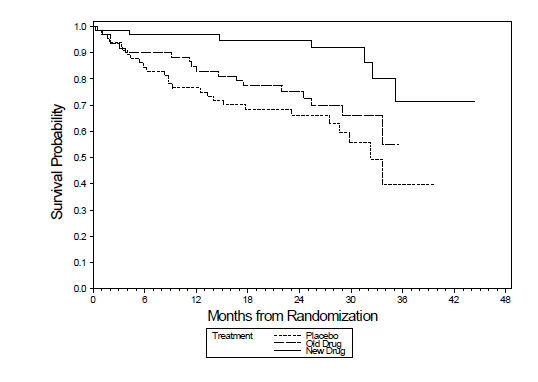 1.0
0.9
0.8
0.7
0.6
0.5
0.4
0.3
0.2
0.1
0.0
Survival Probability
0 6 12 18 24 30 36 42 48
Months from Randomization
Treatment Placebo
Old Drug
New Drug